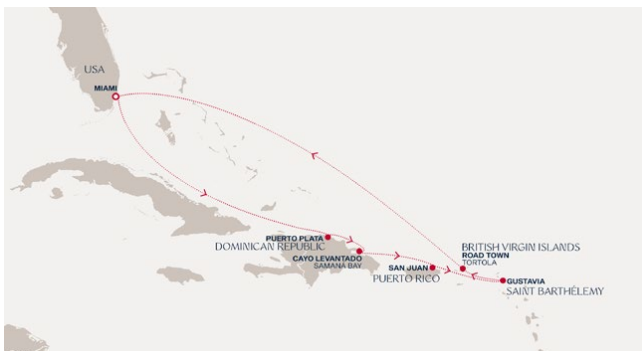 USA
MIAMI
PUERTO PLATA
DOMINICAN REPUBLIC
CAYO LEVANTADO
SAMANÁ BAY
SAN JUAN
PUERTO RICO
BRITISH VIRGIN ISLANDS
ROAD TOWN
TORTOLA
GUSTAVIA
SAINT BARTHÉLEMY